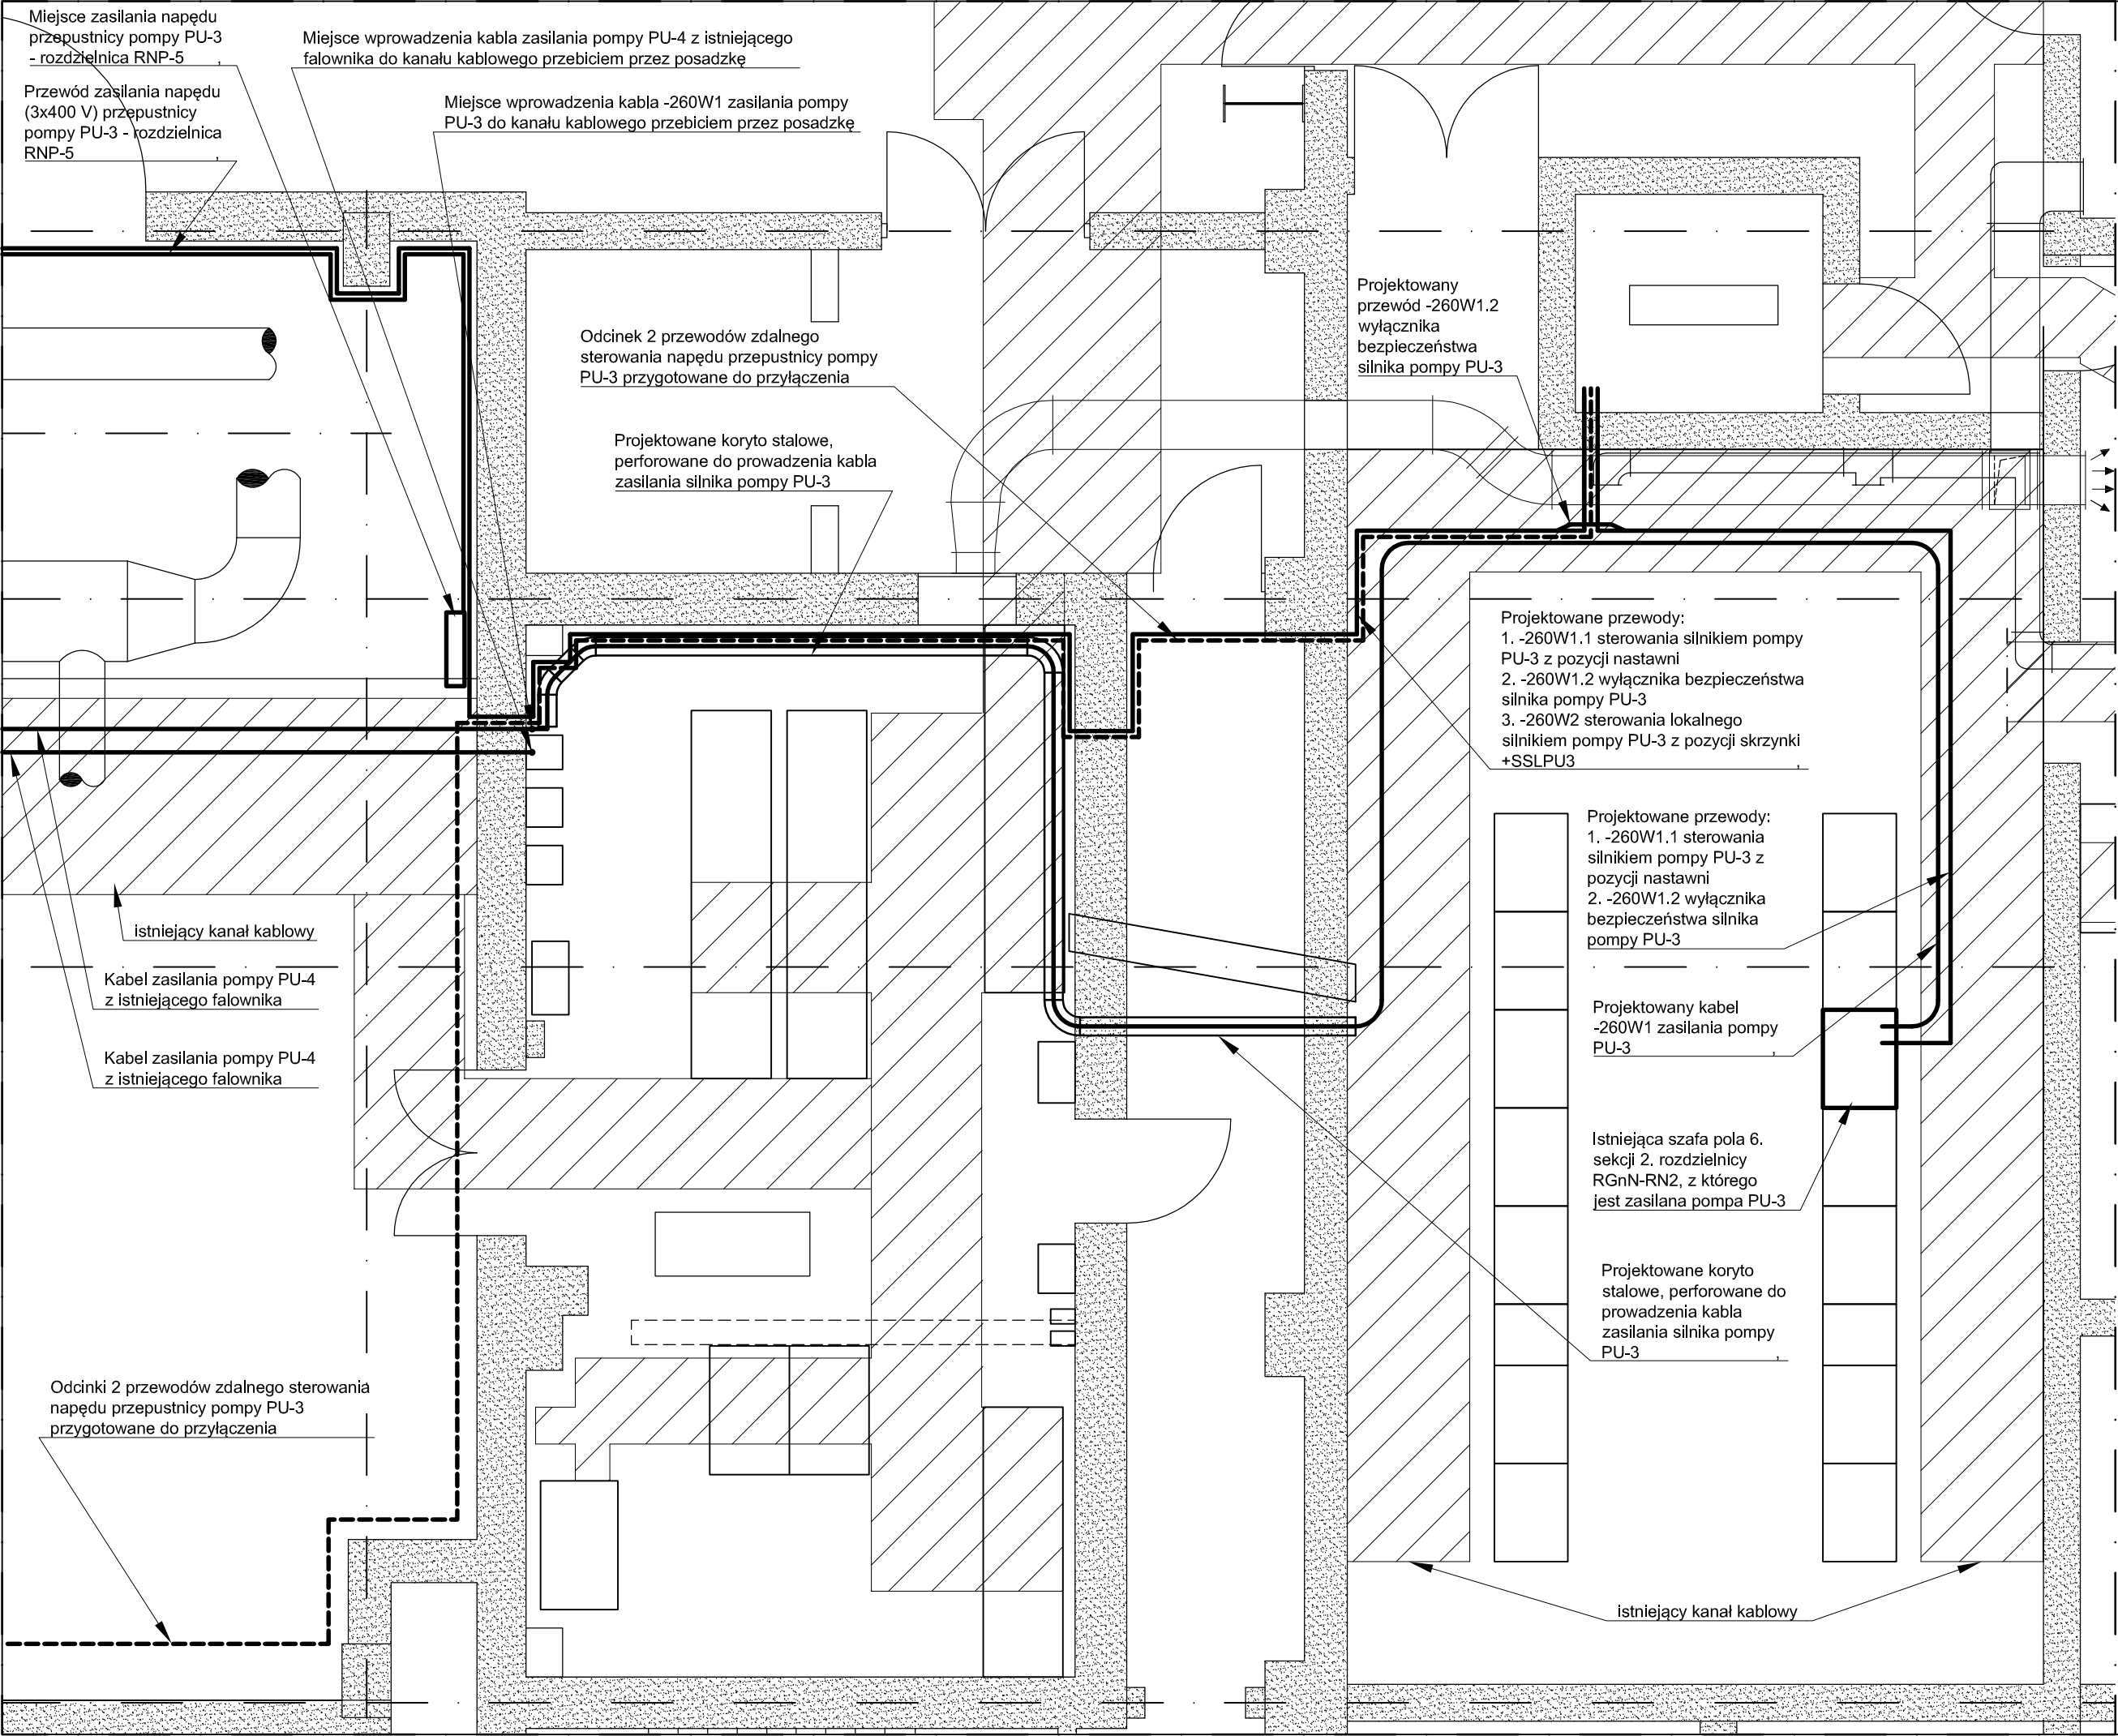 Miejsce zasilania napędu
przepustnicy pompy PU-3
- rozdzielnica RNP-5
Przewód zasilania napędu
(3x400 V) przepustnicy
pompy PU-3 - rozdzielnica
RNP-5
Miejsce wprowadzenia kabla zasilania pompy PU-4 z istniejącego
falownika do kanału kablowego przebiciem przez posadzkę
Miejsce wprowadzenia kabla -260W1 zasilania pompy
PU-3 do kanału kablowego przebiciem przez posadzkę
Odcinek 2 przewodów zdalnego
sterowania napędu przepustnicy pompy
PU-3 przygotowane do przyłączenia
Projektowane koryto stalowe,
perforowane do prowadzenia kabla
zasilania silnika pompy PU-3
Projektowany
przewód -260W1.2
wyłącznika
bezpieczeństwa
silnika pompy PU-3
Projektowane przewody:
1. -260W1.1 sterowania silnikiem pompy
PU-3 z pozycji nastawni
2. -260W1.2 wyłącznika bezpieczeństwa
silnika pompy PU-3
3. -260W2 sterowania lokalnego
silnikiem pompy PU-3 z pozycji skrzynki
+SSLPU3
Projektowane przewody:
1. -260W1.1 sterowania
silnikiem pompy PU-3 z
pozycji nastawni
2. -260W1.2 wyłącznika
bezpieczeństwa silnika
pompy PU-3
Projektowany kabel
-260W1 zasilania pompy
PU-3
Istniejąca szafa pola 6.
sekcji 2. rozdzielnicy
RGnN-RN2, z którego
jest zasilana pompa PU-3
Projektowane koryto
stalowe, perforowane do
prowadzenia kabla
zasilania silnika pompy
PU-3
istniejący kanał kablowy
istniejący kanał kablowy
Kabel zasilania pompy PU-4
z istniejącego falownika
Kabel zasilania pompy PU-4
z istniejącego falownika
Odcinki 2 przewodów zdalnego sterowania
napędu przepustnicy pompy PU-3
przygotowane do przyłączenia